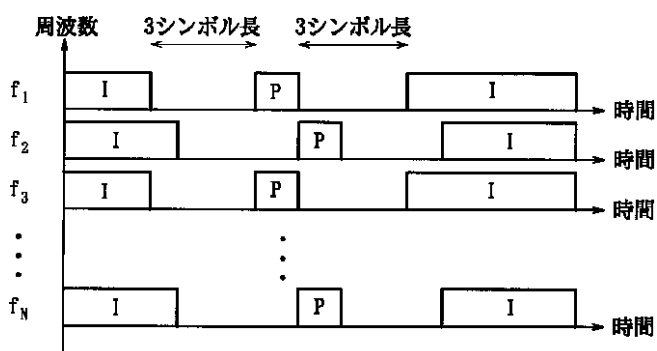 周波数 3シンボル長 3シンボル長
f1 I P I 時間
f2 I P I 時間
f3 I P I 時間
fN I P I 時間